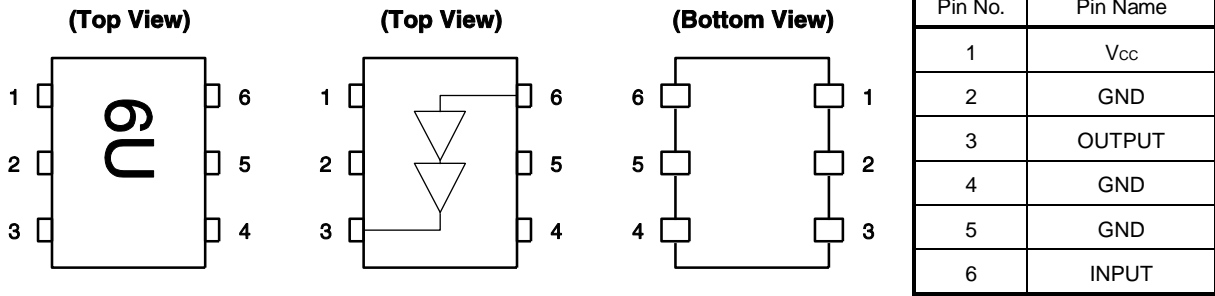 (Top View)
1
2
3
6U
6
5
4
(Top View)
1
2
3
6
5
4
(Bottom View)
6
5
4
1
2
3
Pin No. Pin Name
1 Vcc
2 GND
3 OUTPUT
4 GND
5 GND
6 INPUT